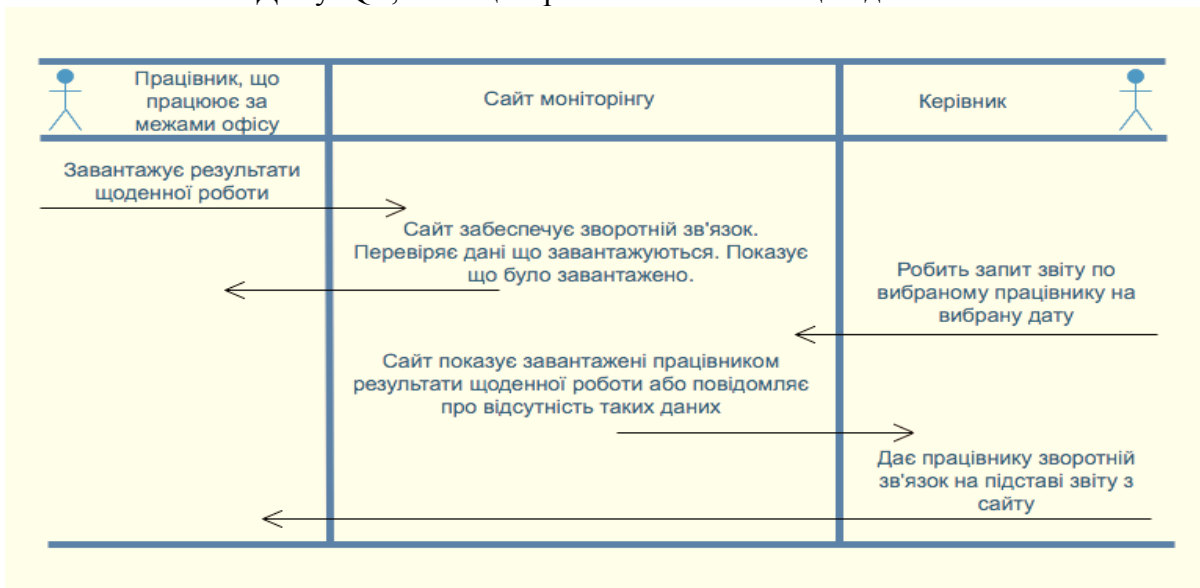 Працівник, що
працюює за
межами офісу
Сайт моніторінгу
Керівник
Завантажує результати
щоденної роботи
Сайт забеспечує зворотній зв'язок.
Перевіряє дані що завантажуються. Показує
що було завантажено.
Робить запит звіту по
вибраному працівнику на
вибрану дату
Сайт показує завантажені працівником
результати щоденної роботи або повідомляє
про відсутність таких даних
Дає працівнику зворотній
зв'язок на підставі звіту з
сайту